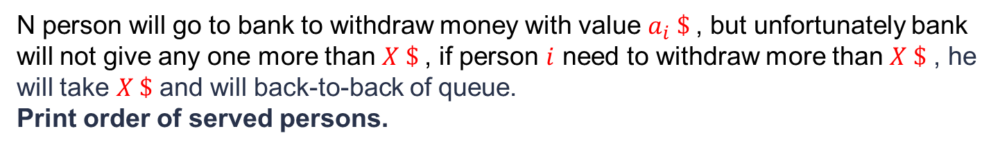 N person will go to bank to withdraw money with value aᵢ $ , but unfortunately bank
will not give any one more than X $ , if person i need to withdraw more than X $ , he
will take X $ and will back-to-back of queue.
Print order of served persons.